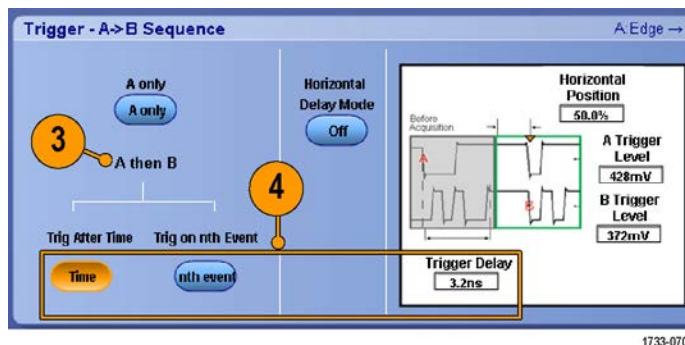 Trigger - A->B Sequence
A:Edge →
A only
A only
3
A then B
4
Trig After Time
Trig on nth Event
Time
nth event
Horizontal
Delay Mode
Off
Horizontal
Position
50.0%
Before
Acquisition
A
B
A Trigger
Level
428mV
B Trigger
Level
372mV
Trigger Delay
3.2ns
1733-070